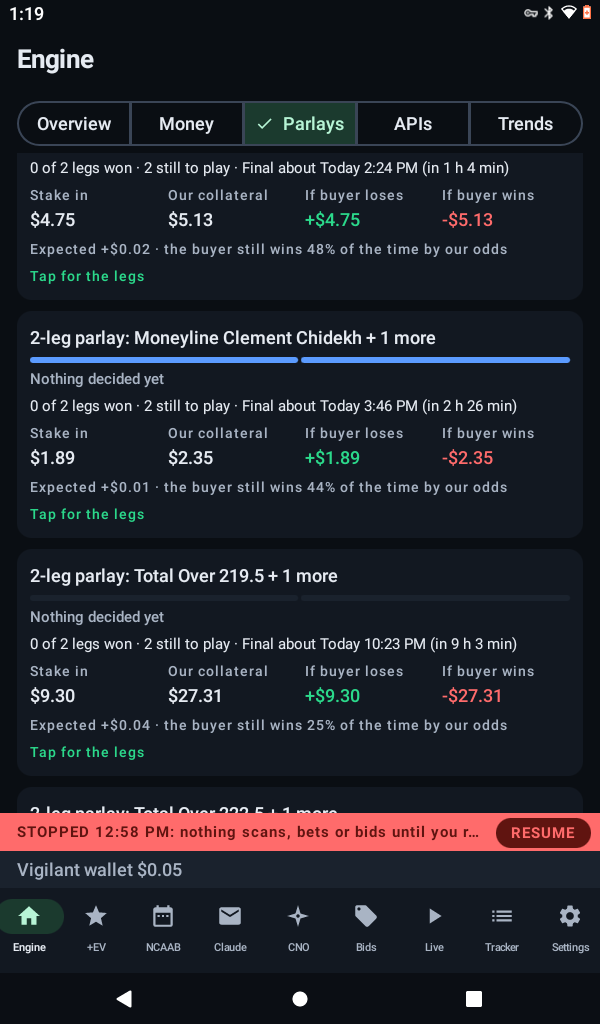 1:19
Engine
Overview
Money
Parlays
APIs
Trends
0 of 2 legs won · 2 still to play · Final about Today 2:24 PM (in 1 h 4 min)
Stake in Our collateral If buyer loses If buyer wins
$4.75 $5.13 +$4.75 -$5.13
Expected +$0.02 · the buyer still wins 48% of the time by our odds
Tap for the legs
2-leg parlay: Moneyline Clement Chidekh + 1 more
Nothing decided yet
0 of 2 legs won · 2 still to play · Final about Today 3:46 PM (in 2 h 26 min)
Stake in Our collateral If buyer loses If buyer wins
$1.89 $2.35 +$1.89 -$2.35
Expected +$0.01 · the buyer still wins 44% of the time by our odds
Tap for the legs
2-leg parlay: Total Over 219.5 + 1 more
Nothing decided yet
0 of 2 legs won · 2 still to play · Final about Today 10:23 PM (in 9 h 3 min)
Stake in Our collateral If buyer loses If buyer wins
$9.30 $27.31 +$9.30 -$27.31
Expected +$0.04 · the buyer still wins 25% of the time by our odds
Tap for the legs
2-leg parlay: Total Over 222.5 + 1 more
STOPPED 12:58 PM: nothing scans, bets or bids until you r...
RESUME
Vigilant wallet $0.05
Engine
+EV
NCAAB
Claude
CNO
Bids
Live
Tracker
Settings